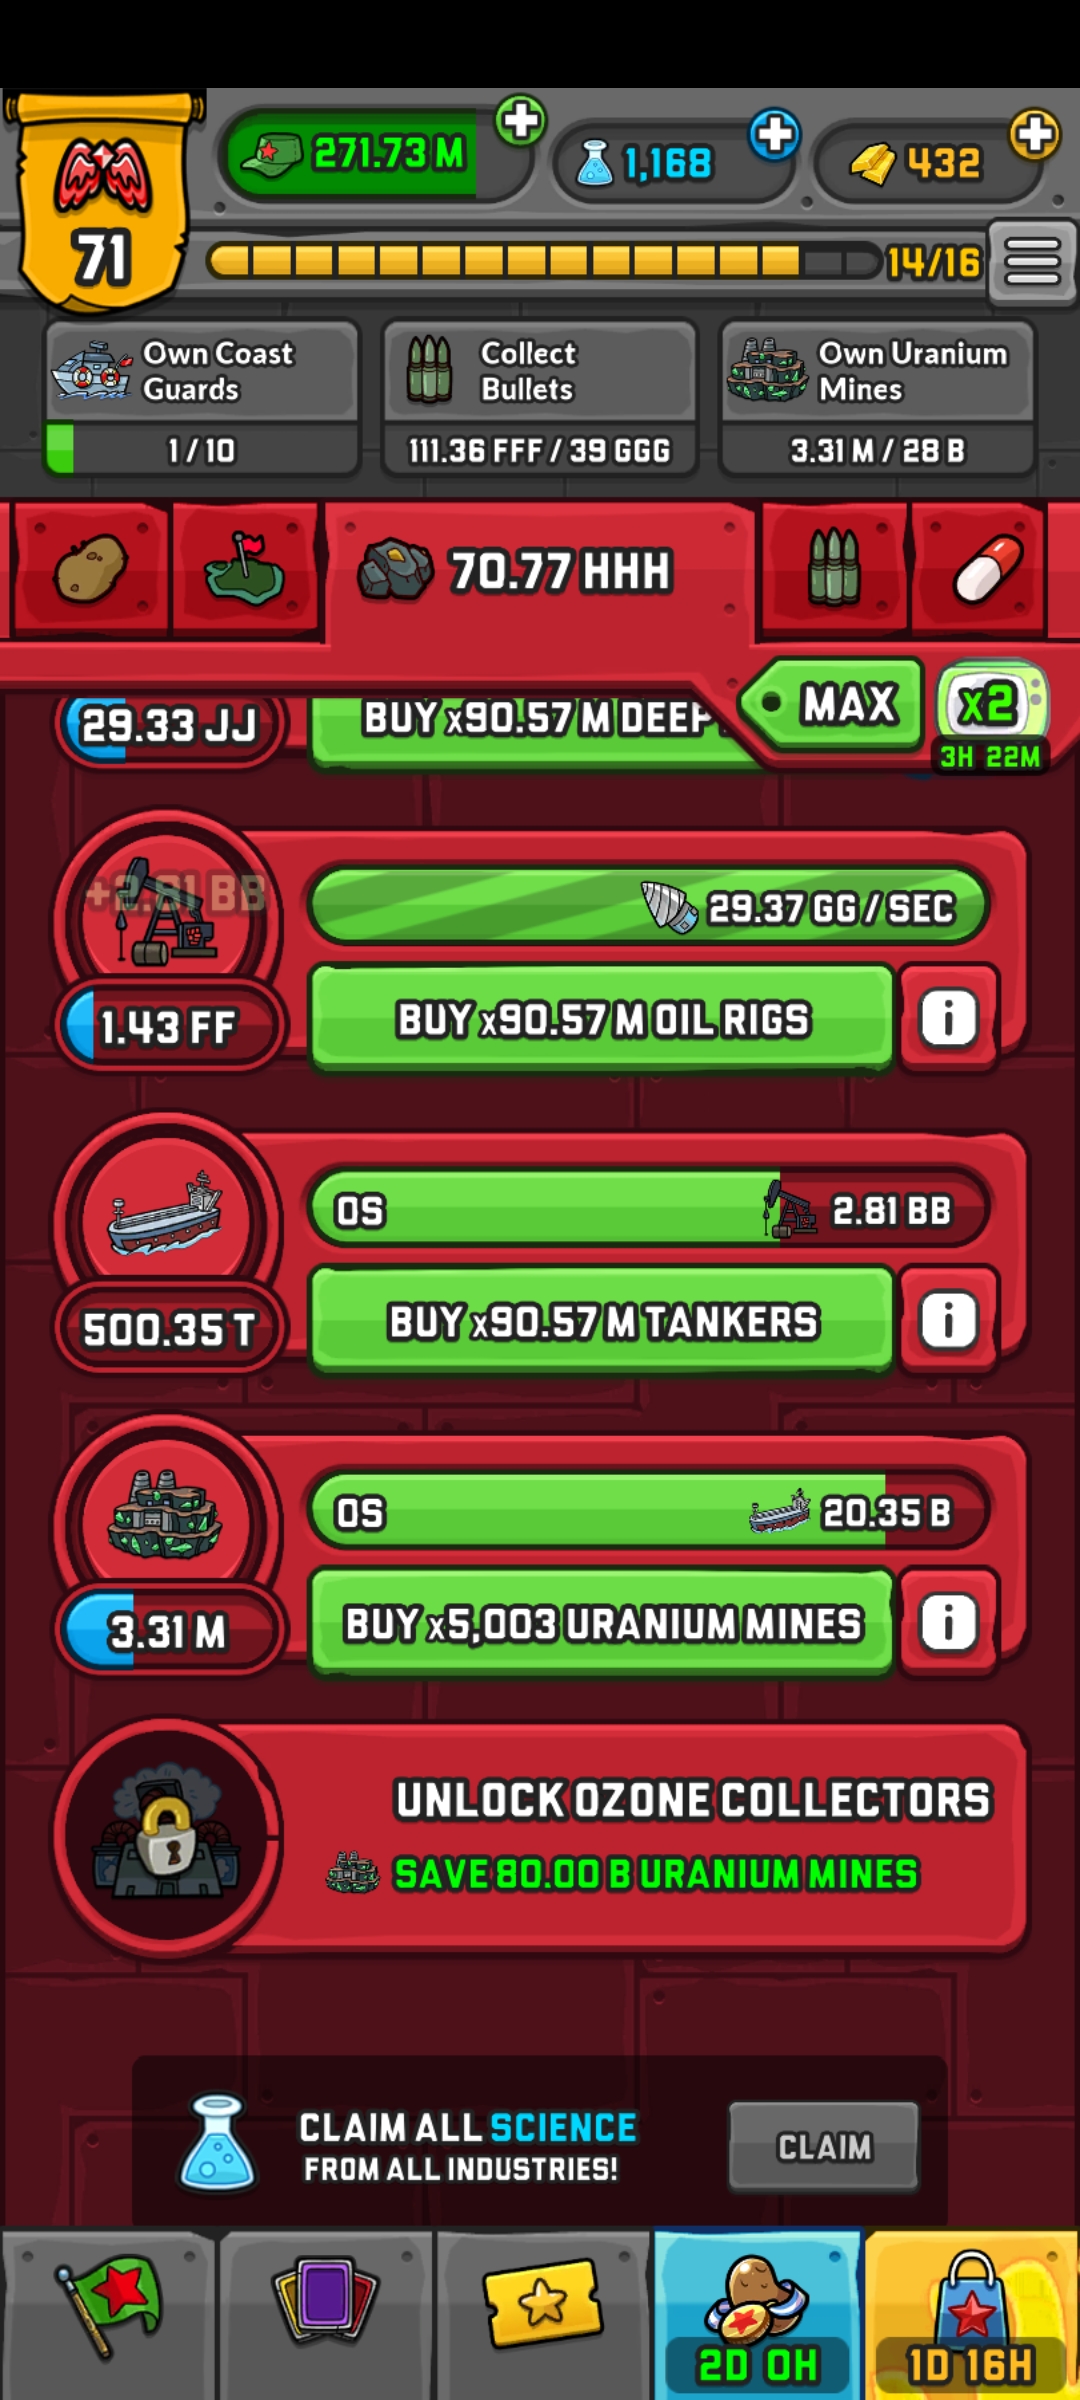 271.73 M
1,168
432
71
14/16
Own Coast
Guards
1 / 10
Collect
Bullets
111.36 FFF / 39 GGG
Own Uranium
Mines
3.31 M / 28 B
70.77 HHH
MAX
x2
3H 22M
29.33 JJ
BUY x90.57 M DEEP
+2.81 BB
29.37 GG / SEC
1.43 FF
BUY x90.57 M OIL RIGS
i
0S
2.81 BB
500.35 T
BUY x90.57 M TANKERS
i
0S
20.35 B
3.31 M
BUY x5,003 URANIUM MINES
i
UNLOCK OZONE COLLECTORS
SAVE 80.00 B URANIUM MINES
CLAIM ALL SCIENCE
FROM ALL INDUSTRIES!
CLAIM
2D 0H
1D 16H